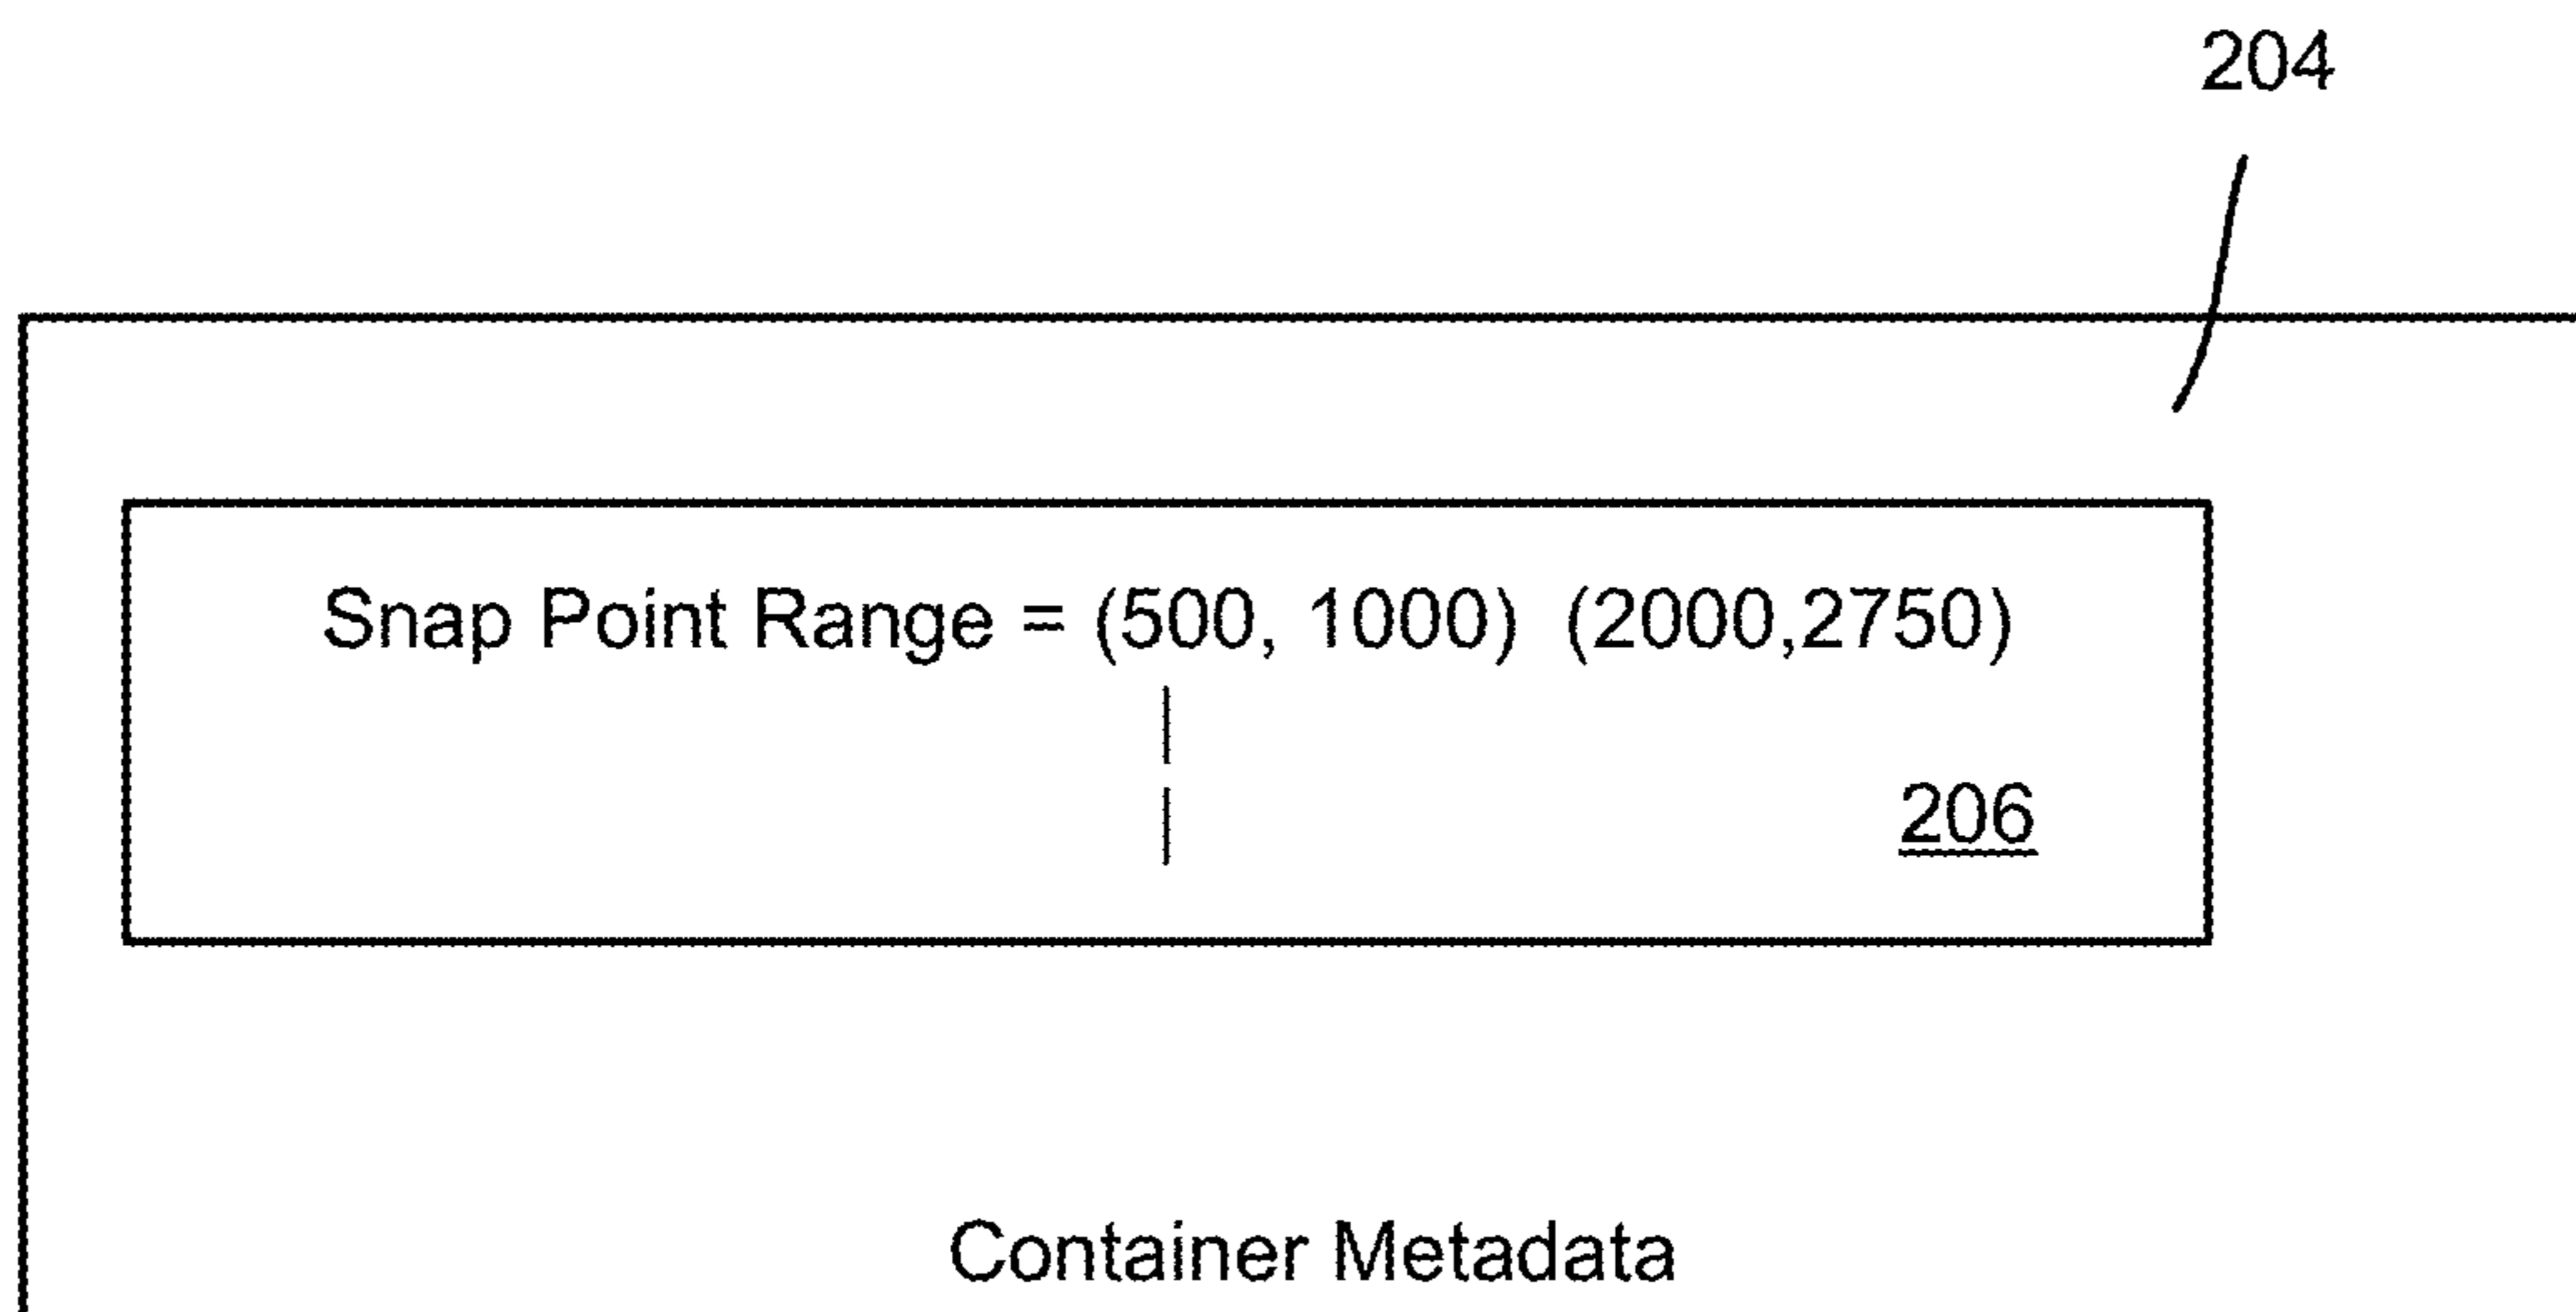 204
Snap Point Range = (500, 1000) (2000,2750)
206
Container Metadata